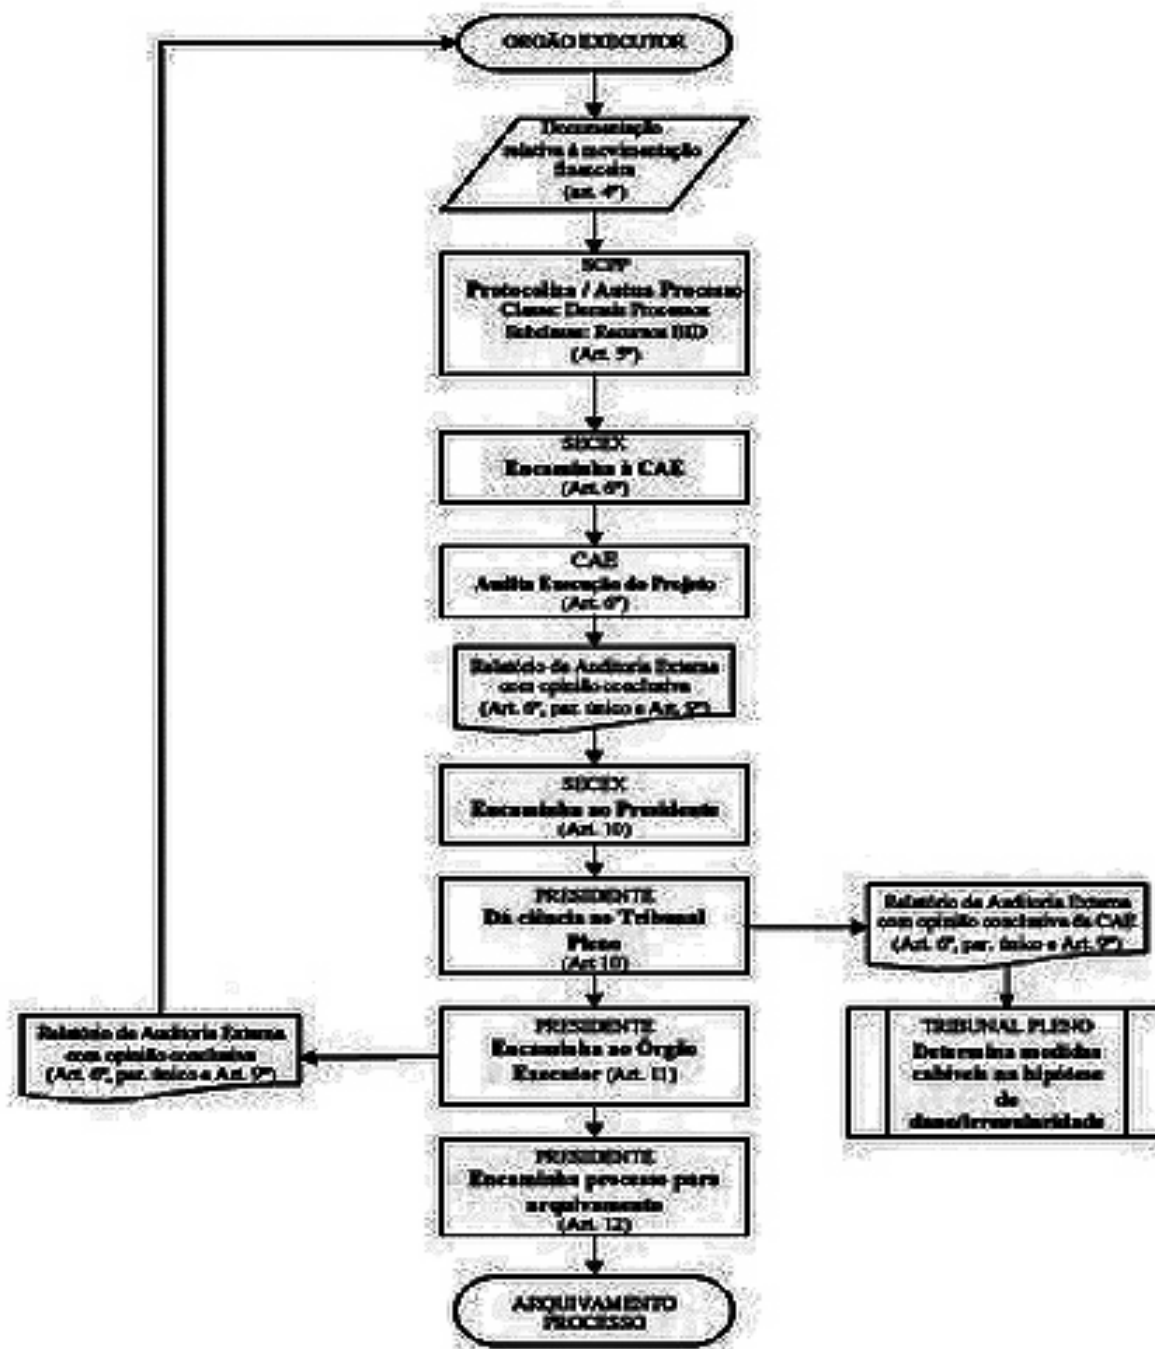 ORGÃO EXECUTOR
Documentação
relativa à movimentação
financeira
(art. 4º)
Protocoliza / Autua Processo
Classe: Demais Processos
Subclasse: Recursos BID
(Art. 5º)
SECEX
Encaminha à CAE
(Art. 6º)
CAE
Audita Execução do Projeto
(Art. 6º)
Relatório de Auditoria Externa
com opinião conclusiva
(Art. 6º, par. único e Art. 9º)
SECEX
Encaminha ao Presidente
(Art. 10)
PRESIDENTE
Dá ciência ao Tribunal
Pleno
(Art 10)
Relatório de Auditoria Externa
com opinião conclusiva da CAE
(Art. 6º, par. único e Art. 9º)
TRIBUNAL PLENO
Determina medidas
cabíveis na hipótese
de
dano/irregularidade
PRESIDENTE
Encaminha ao Órgão
Executor (Art. 11)
Relatório de Auditoria Externa
com opinião conclusiva
(Art. 6º, par. único e Art. 9º)
PRESIDENTE
Encaminha processo para
arquivamento
(Art. 12)
ARQUIVAMENTO
PROCESSO